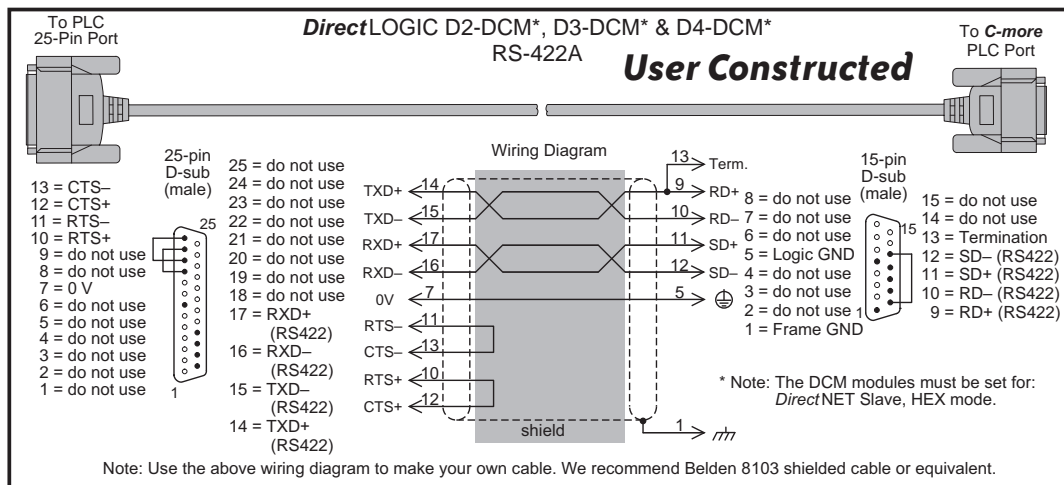 To PLC
25-Pin Port
DirectLOGIC D2-DCM*, D3-DCM* & D4-DCM*
RS-422A
User Constructed
To C-more
PLC Port
25-pin
D-sub
(male)
13 = CTS–
12 = CTS+
11 = RTS–
10 = RTS+
9 = do not use
8 = do not use
7 = 0 V
6 = do not use
5 = do not use
4 = do not use
3 = do not use
2 = do not use
1 = do not use
25
1
25 = do not use
24 = do not use
23 = do not use
22 = do not use
21 = do not use
20 = do not use
19 = do not use
18 = do not use
17 = RXD+
(RS422)
16 = RXD–
(RS422)
15 = TXD–
(RS422)
14 = TXD+
(RS422)
Wiring Diagram
13 Term.
TXD+ 14 9 RD+
TXD– 15 10 RD–
RXD+ 17 11 SD+
RXD– 16 12 SD–
0V 7 5
RTS– 11
CTS– 13
RTS+ 10
CTS+ 12
shield 1
15-pin
D-sub
(male)
8 = do not use
7 = do not use
6 = do not use
5 = Logic GND
4 = do not use
3 = do not use
2 = do not use
1 = Frame GND
15
1
15 = do not use
14 = do not use
13 = Termination
12 = SD– (RS422)
11 = SD+ (RS422)
10 = RD– (RS422)
9 = RD+ (RS422)
* Note: The DCM modules must be set for:
DirectNET Slave, HEX mode.
Note: Use the above wiring diagram to make your own cable. We recommend Belden 8103 shielded cable or equivalent.